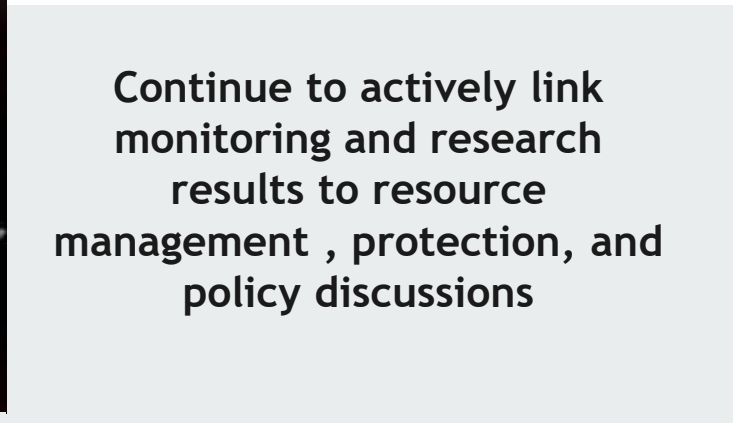 Continue to actively link
monitoring and research
results to resource
management , protection, and
policy discussions